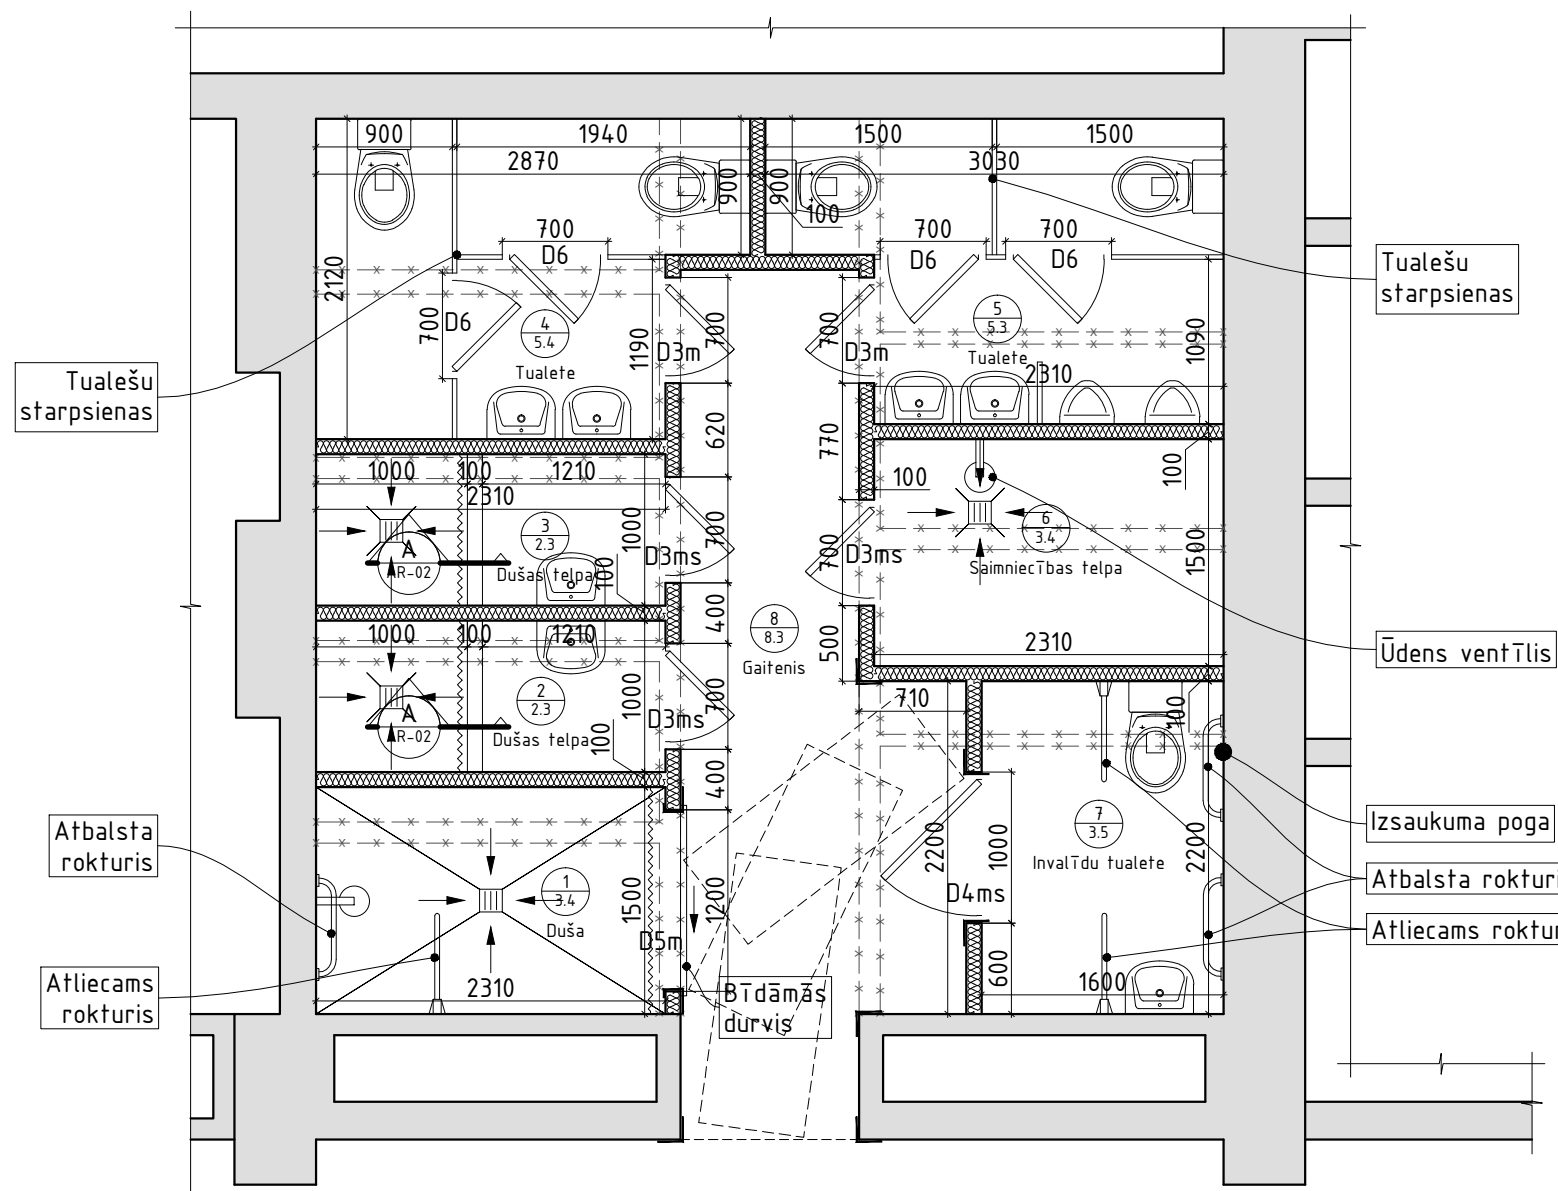 900
1940
1500
1500
2870
3030
900
900
100
700
D6
700
D6
700
D6
2120
700
D6
4
5.4
Tualete
1190
700
D3m
700
D3m
5
5.3
Tualete
2310
1090
Tualešu
starpsienas
Tualešu
starpsienas
620
770
1000
100
1210
2310
3
2.3
Dušas telpa
1000
100
A
AR-02
700
D3ms
400
100
700
D3ms
500
6
3.4
Saimniecības telpa
100
1500
2310
8
8.3
Gaitenis
Ūdens ventīlis
1000
100
1210
2
2.3
Dušas telpa
1000
100
A
AR-02
700
D3ms
400
710
100
7
3.5
Invalīdu tualete
2200
1000
2200
D4ms
600
1600
Izsaukuma poga
Atbalsta
rokturis
Atbalsta rokturi
Atliecams roktur
1
3.4
Duša
1500
1200
D5m
2310
Atliecams
rokturis
Bīdāmās
durvis